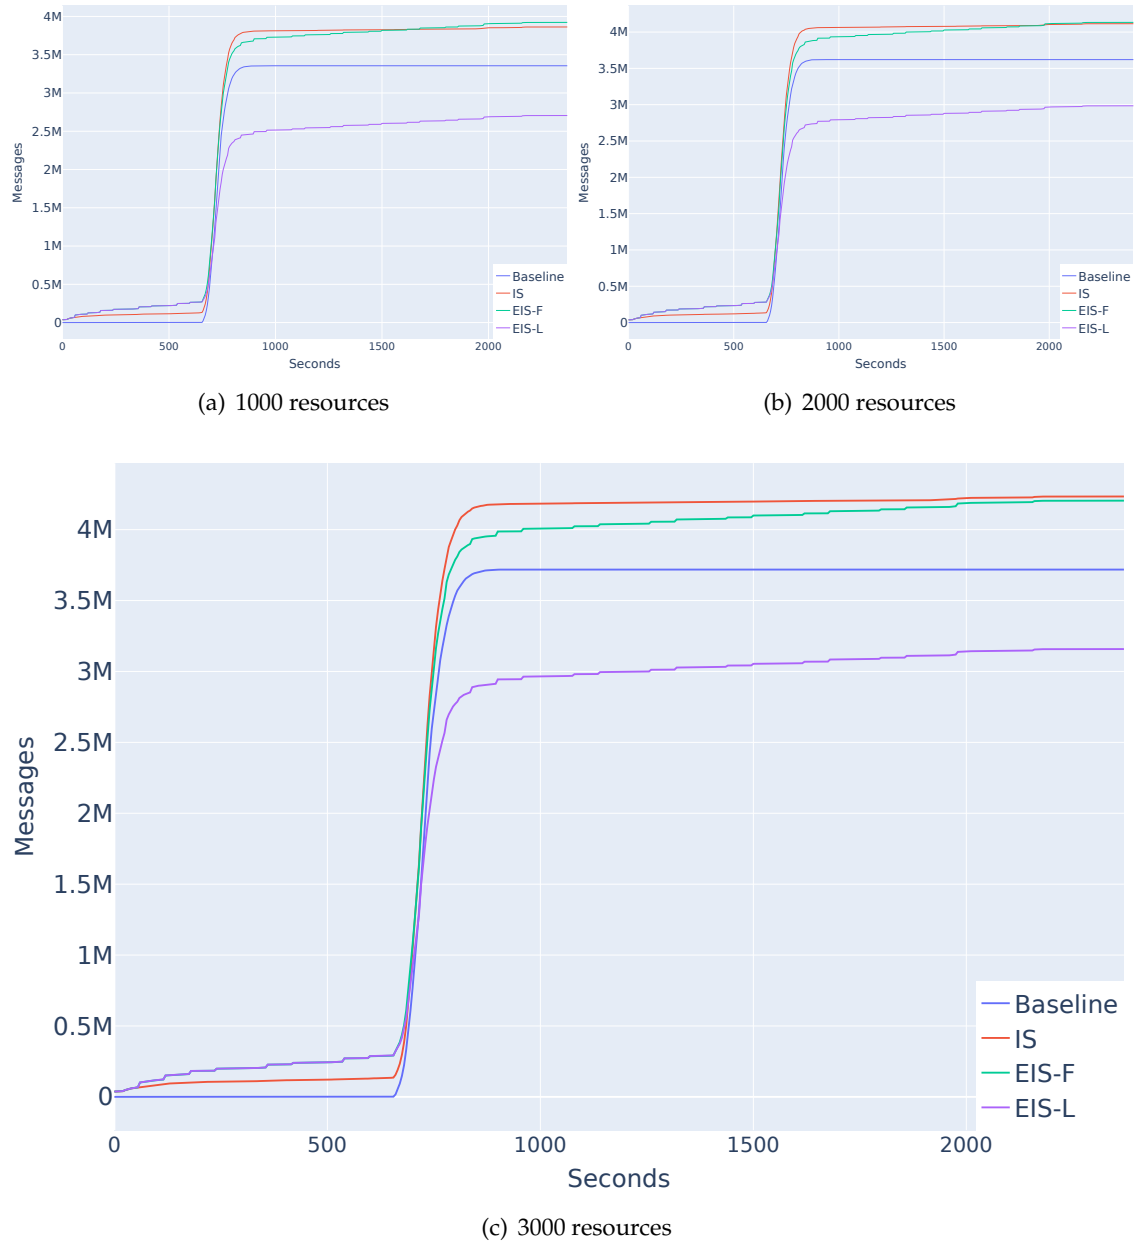 4M
3.5M
3M
2.5M
2M
1.5M
1M
0.5M
0
Messages
0 500 1000 1500 2000
Seconds
Baseline
IS
EIS-F
EIS-L
(a) 1000 resources
4M
3.5M
3M
2.5M
2M
1.5M
1M
0.5M
0
Messages
0 500 1000 1500 2000
Seconds
Baseline
IS
EIS-F
EIS-L
(b) 2000 resources
4M
3.5M
3M
2.5M
2M
1.5M
1M
0.5M
0
Messages
0 500 1000 1500 2000
Seconds
Baseline
IS
EIS-F
EIS-L
(c) 3000 resources